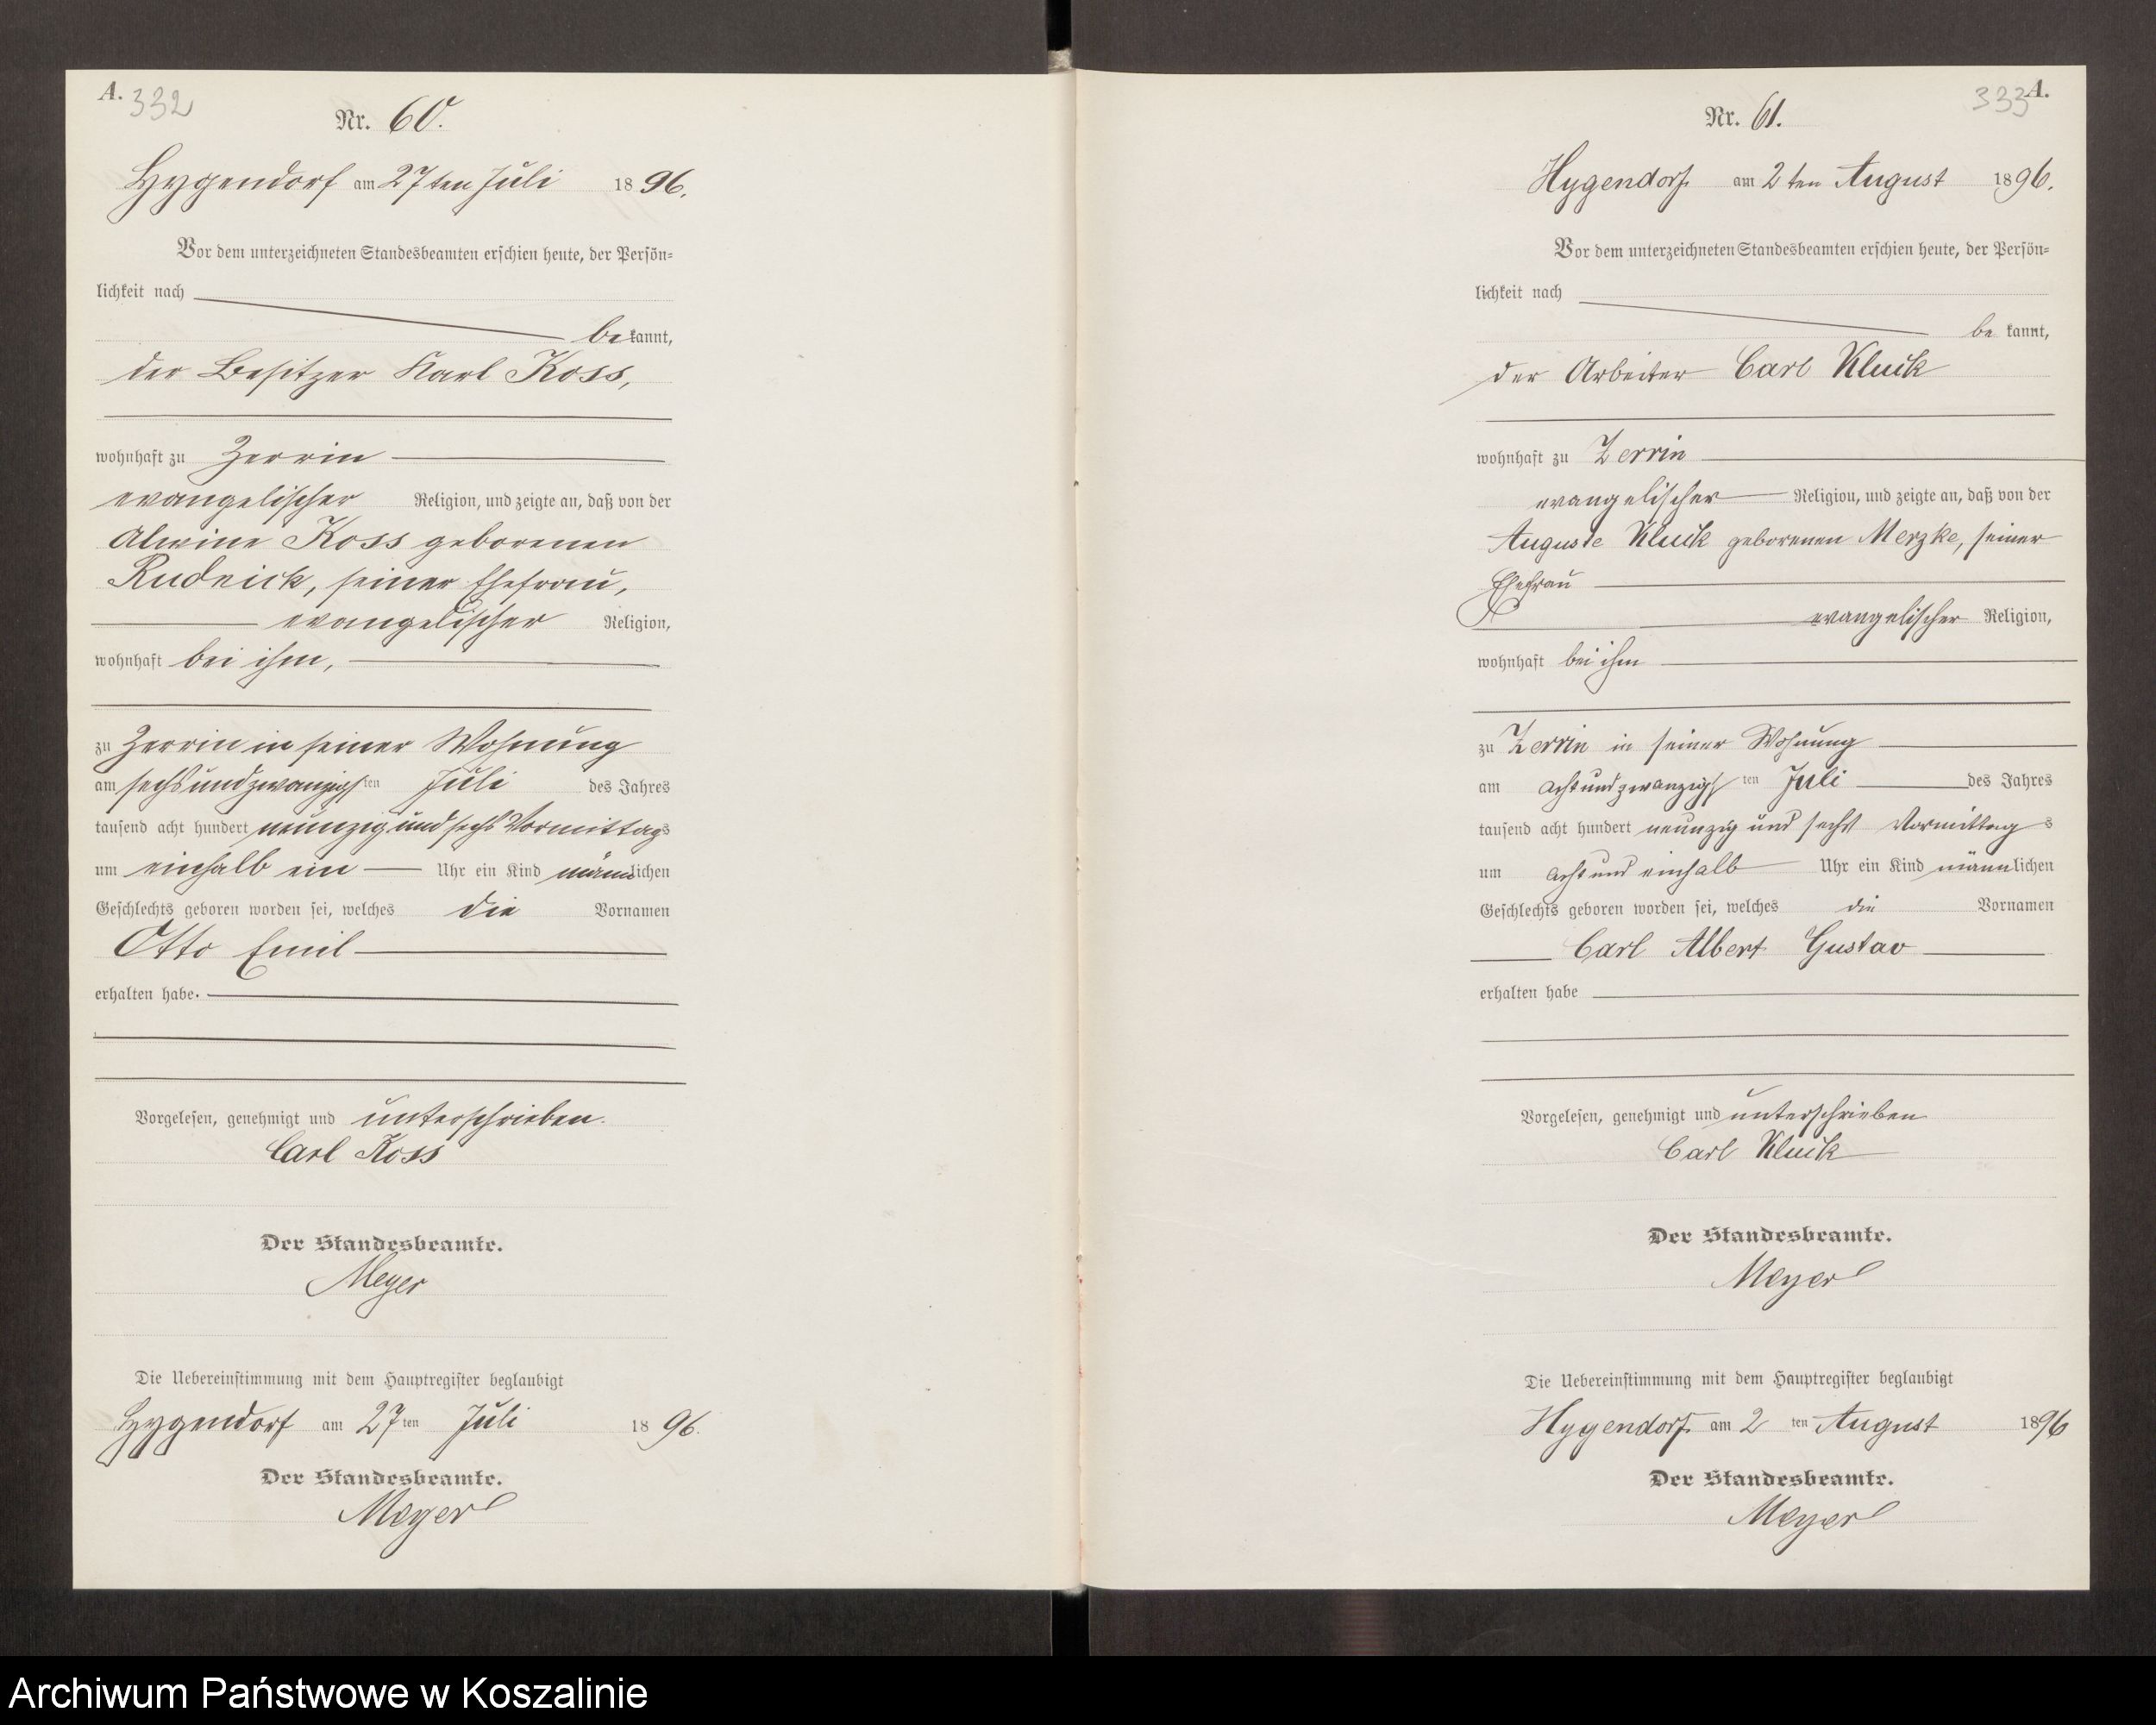 A. 332
Nr. 60.
Hygendorf am 27ten Juli 1896.
Vor dem unterzeichneten Standesbeamten erschien heute, der Persön-
lichkeit nach
bekannt,
der Besitzer Karl Koss,
wohnhaft zu Zerrin
evangelischer Religion, und zeigte an, daß von der
Alwine Koss geborenen
Rudnick, seiner Ehefrau,
evangelischer Religion,
wohnhaft bei ihm,
zu Zerrin in seiner Wohnung
am sechsundzwanzigsten Juli des Jahres
tausend acht hundert neunzig und sechs Vormittags
um einhalb ein Uhr ein Kind männlichen
Geschlechts geboren worden sei, welches die Vornamen
Otto Emil
erhalten habe.
Vorgelesen, genehmigt und unterschrieben.
Carl Koss
Der Standesbeamte.
Meyer
Die Uebereinstimmung mit dem Hauptregister beglaubigt
Hygendorf am 27ten Juli 1896.
Der Standesbeamte.
Meyer
333 A.
Nr. 61.
Hygendorf am 2ten August 1896.
Vor dem unterzeichneten Standesbeamten erschien heute, der Persön-
lichkeit nach
be kannt,
der Arbeiter Carl Kluck
wohnhaft zu Zerrin
evangelischer Religion, und zeigte an, daß von der
Auguste Kluck geborenen Merzke, seiner
Ehefrau
evangelischer Religion,
wohnhaft bei ihm
zu Zerrin in seiner Wohnung
am achtundzwanzigsten Juli des Jahres
tausend acht hundert neunzig und sechs Vormittags
um acht und einhalb Uhr ein Kind männlichen
Geschlechts geboren worden sei, welches die Vornamen
Carl Albert Gustav
erhalten habe
Vorgelesen, genehmigt und unterschrieben
Carl Kluck
Der Standesbeamte.
Meyer
Die Uebereinstimmung mit dem Hauptregister beglaubigt
Hygendorf am 2ten August 1896
Der Standesbeamte.
Meyer
Archiwum Państwowe w Koszalinie